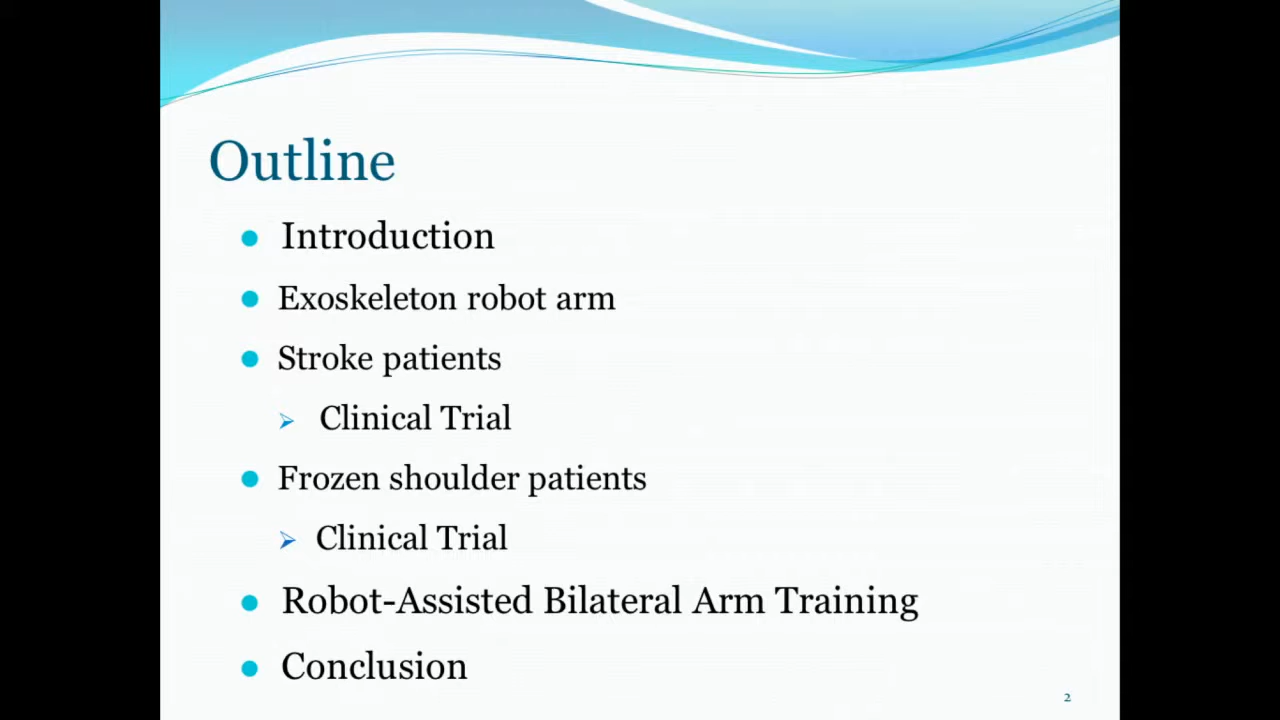 Outline
Introduction
Exoskeleton robot arm
Stroke patients
Clinical Trial
Frozen shoulder patients
Clinical Trial
Robot-Assisted Bilateral Arm Training
Conclusion
2